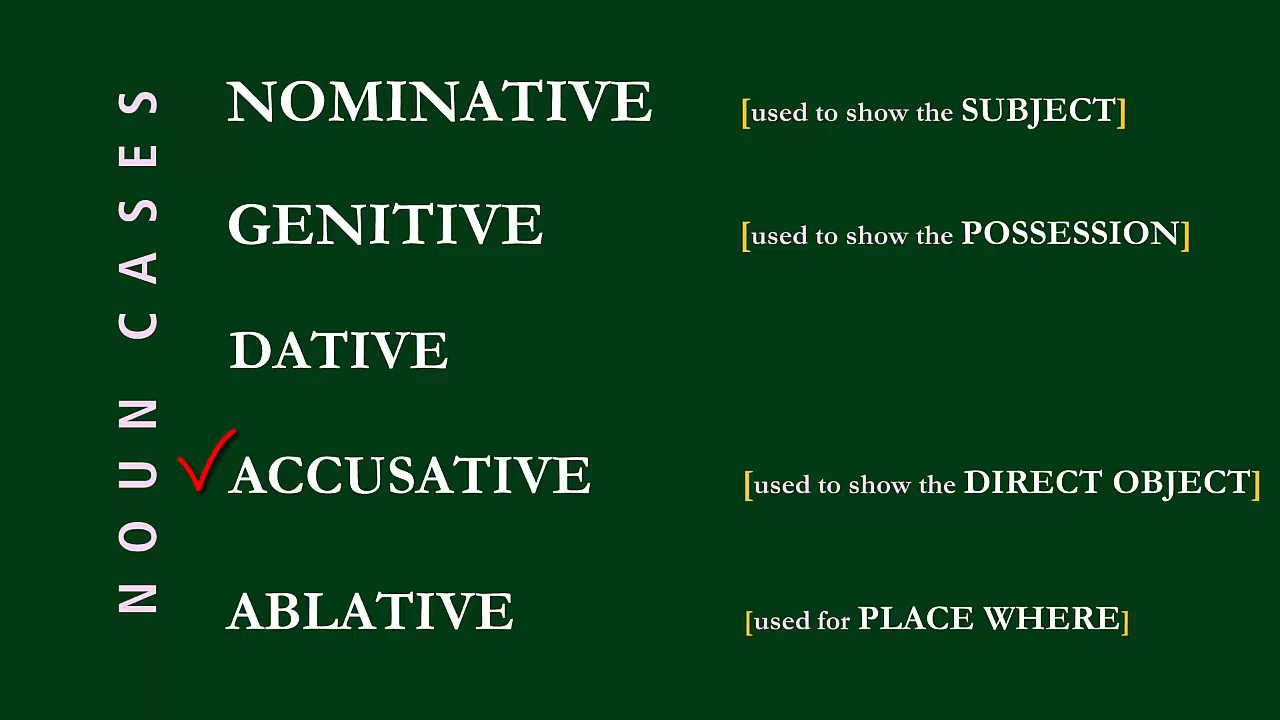 NOUN CASES
NOMINATIVE [used to show the SUBJECT]
GENITIVE [used to show the POSSESSION]
DATIVE
ACCUSATIVE [used to show the DIRECT OBJECT]
ABLATIVE [used for PLACE WHERE]